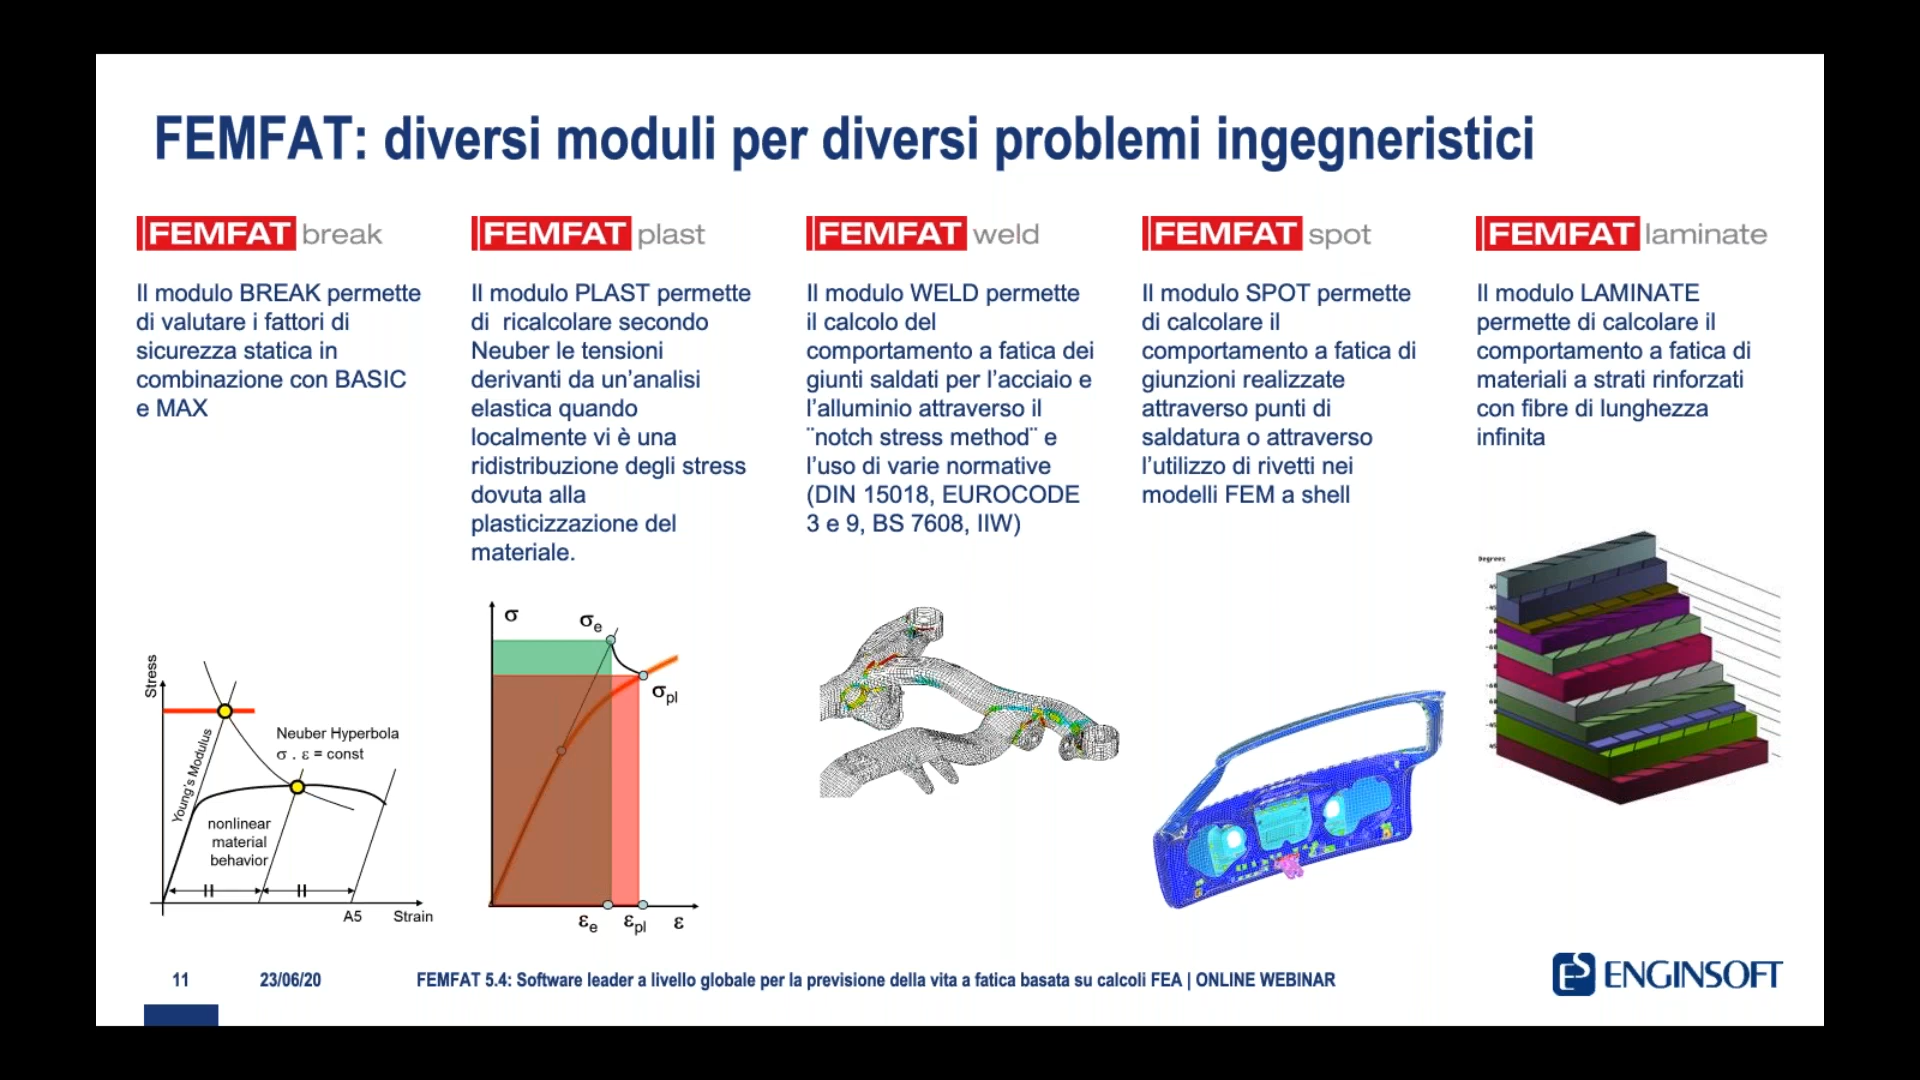 FEMFAT: diversi moduli per diversi problemi ingegneristici
FEMFAT break
Il modulo BREAK permette
di valutare i fattori di
sicurezza statica in
combinazione con BASIC
e MAX
Stress
Young's Modulus
Neuber Hyperbola
σ . ε = const
nonlinear
material
behavior
A5
Strain
FEMFAT plast
Il modulo PLAST permette
di  ricalcolare secondo
Neuber le tensioni
derivanti da un'analisi
elastica quando
localmente vi è una
ridistribuzione degli stress
dovuta alla
plasticizzazione del
materiale.
σ
σe
σpl
εe
εpl
ε
FEMFAT weld
Il modulo WELD permette
il calcolo del
comportamento a fatica dei
giunti saldati per l'acciaio e
l'alluminio attraverso il
¨notch stress method¨ e
l'uso di varie normative
(DIN 15018, EUROCODE
3 e 9, BS 7608, IIW)
FEMFAT spot
Il modulo SPOT permette
di calcolare il
comportamento a fatica di
giunzioni realizzate
attraverso punti di
saldatura o attraverso
l'utilizzo di rivetti nei
modelli FEM a shell
FEMFAT laminate
Il modulo LAMINATE
permette di calcolare il
comportamento a fatica di
materiali a strati rinforzati
con fibre di lunghezza
infinita
Degrees
11
23/06/20
FEMFAT 5.4: Software leader a livello globale per la previsione della vita a fatica basata su calcoli FEA | ONLINE WEBINAR
ENGINSOFT